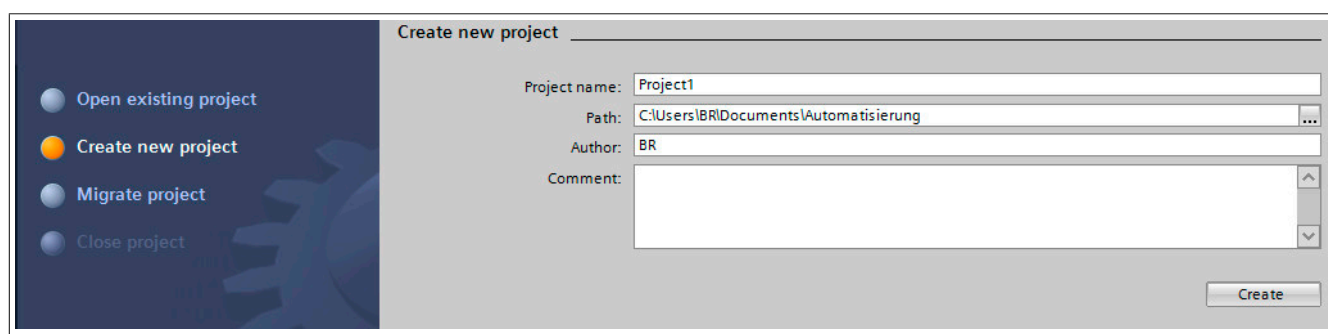 Open existing project
Create new project
Migrate project
Close project
Create new project
Project name: Project1
Path: C:\Users\BR\Documents\Automatisierung ...
Author: BR
Comment:
Create